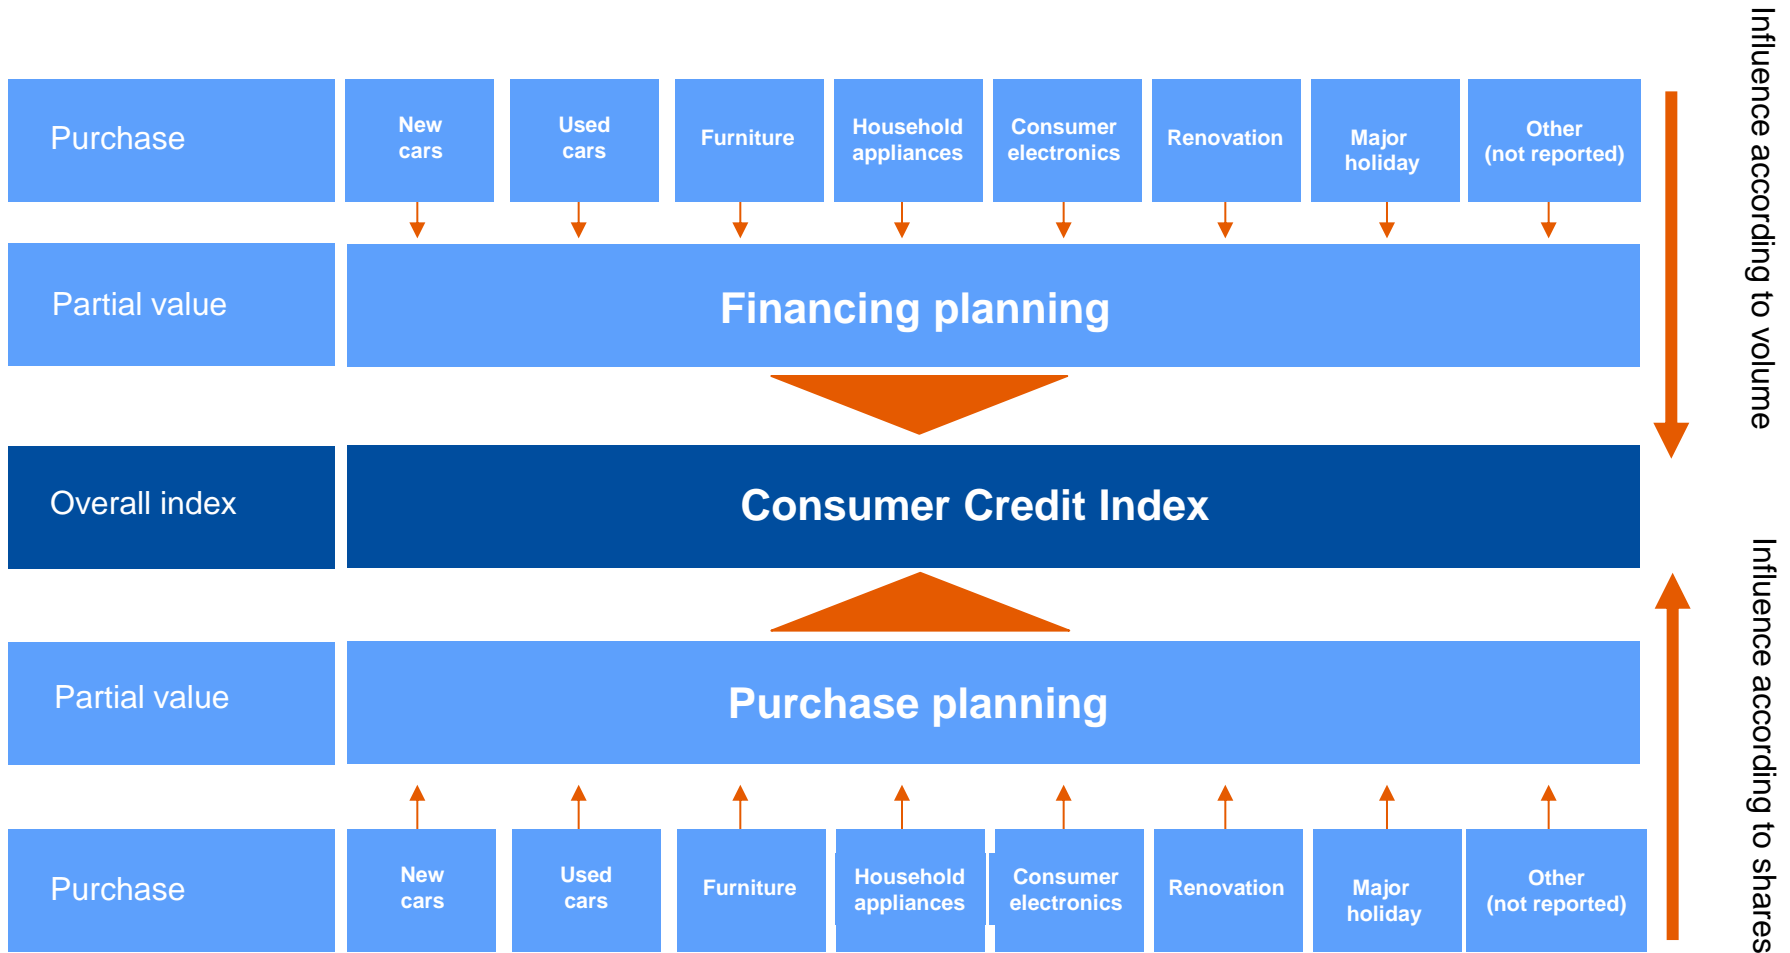 Purchase
New
cars
Used
cars
Furniture
Household
appliances
Consumer
electronics
Renovation
Major
holiday
Other
(not reported)
Partial value
Financing planning
Influence according to volume
Overall index
Consumer Credit Index
Partial value
Purchase planning
Influence according to shares
Purchase
New
cars
Used
cars
Furniture
Household
appliances
Consumer
electronics
Renovation
Major
holiday
Other
(not reported)